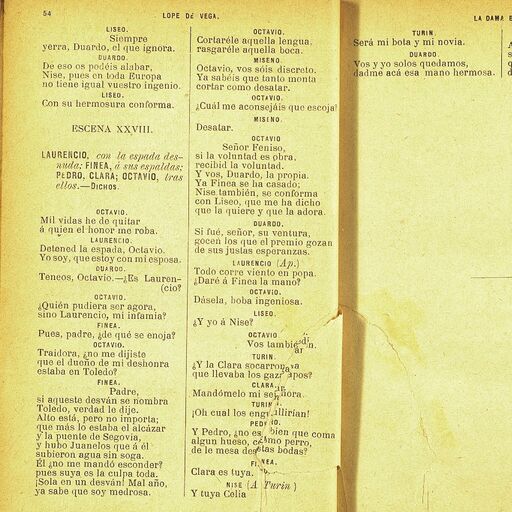 54
LOPE DE VEGA.
LISEO.
Siempre
yerra, Duardo, el que ignora.
DUARDO.
De eso os podéis alabar,
Nise, pues en toda Europa
no tiene igual vuestro ingenio.
LISEO.
Con su hermosura conforma.
ESCENA XXVIII.
LAURENCIO, con la espada des-
nuda; FINEA, á sus espaldas;
PEDRO, CLARA; OCTAVIO, tras
ellos.—DICHOS.
OCTAVIO.
Mil vidas he de quitar
á quien el honor me roba.
LAURENCIO.
Detened la espada, Octavio.
Yo soy, que estoy con mi esposa.
DUARDO.
Teneos, Octavio.—¿Es Lauren-
(cio?
OCTAVIO.
¿Quién pudiera ser agora,
sino Laurencio, mi infamia?
FINEA.
Pues, padre, ¿de qué se enoja?
OCTAVIO.
Traidora, ¿no me dijiste
que el dueño de mi deshonra
estaba en Toledo?
FINEA.
Padre,
si aqueste desván se nombra
Toledo, verdad le dije.
Alto está, pero no importa;
que más lo estaba el alcázar
y la puente de Segovia,
y hubo Juanelos que á él
subieron agua sin soga.
Él ¿no me mandó esconder?
pues suya es la culpa toda.
¡Sola en un desván! Mal año,
ya sabe que soy medrosa.
OCTAVIO.
Cortaréle aquella lengua,
rasgaréle aquella boca.
MISENO.
Octavio, vos sóis discreto.
Ya sabéis que tanto monta
cortar como desatar.
OCTAVIO.
¿Cuál me aconsejáis que escoja?
MISENO.
Desatar.
OCTAVIO
Señor Feniso,
si la voluntad es obra,
recibid la voluntad.
Y vos, Duardo, la propia.
Ya Finea se ha casado;
Nise también, se conforma
con Liseo, que me ha dicho
que la quiere y que la adora.
DUARDO.
Si fué, señor, su ventura,
gocen los que el premio gozan
de sus justas esperanzas.
LAURENCIO (Ap.)
Todo corre viento en popa.
¿Daré á Finea la mano?
OCTAVIO.
Dásela, boba ingeniosa.
LISEO.
¿Y yo á Nise?
OCTAVIO
Vos también.
TURIN.
¿Y la Clara socarrona
que llevaba los gazapos?
CLARA.
Mandómelo mi señora.
TURIN
¡Oh cual los engullirían!
PEDRO
Y Pedro, ¿no es bien que coma
algun hueso, como perro,
de le mesa destas bodas?
FINEA.
Clara es tuya.
NISE (A Turin)
Y tuya Celia
LA DAMA
TURIN.
Será mi bota y mi novia.
DUARDO
Vos y yo solos quedamos,
dadme acá esa mano hermosa.